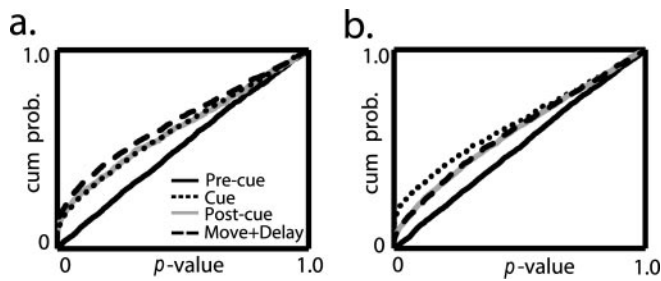 a.
1.0
cum prob.
0
Pre-cue
Cue
Post-cue
Move+Delay
0
p-value
1.0
b.
1.0
cum prob.
0
0
p-value
1.0